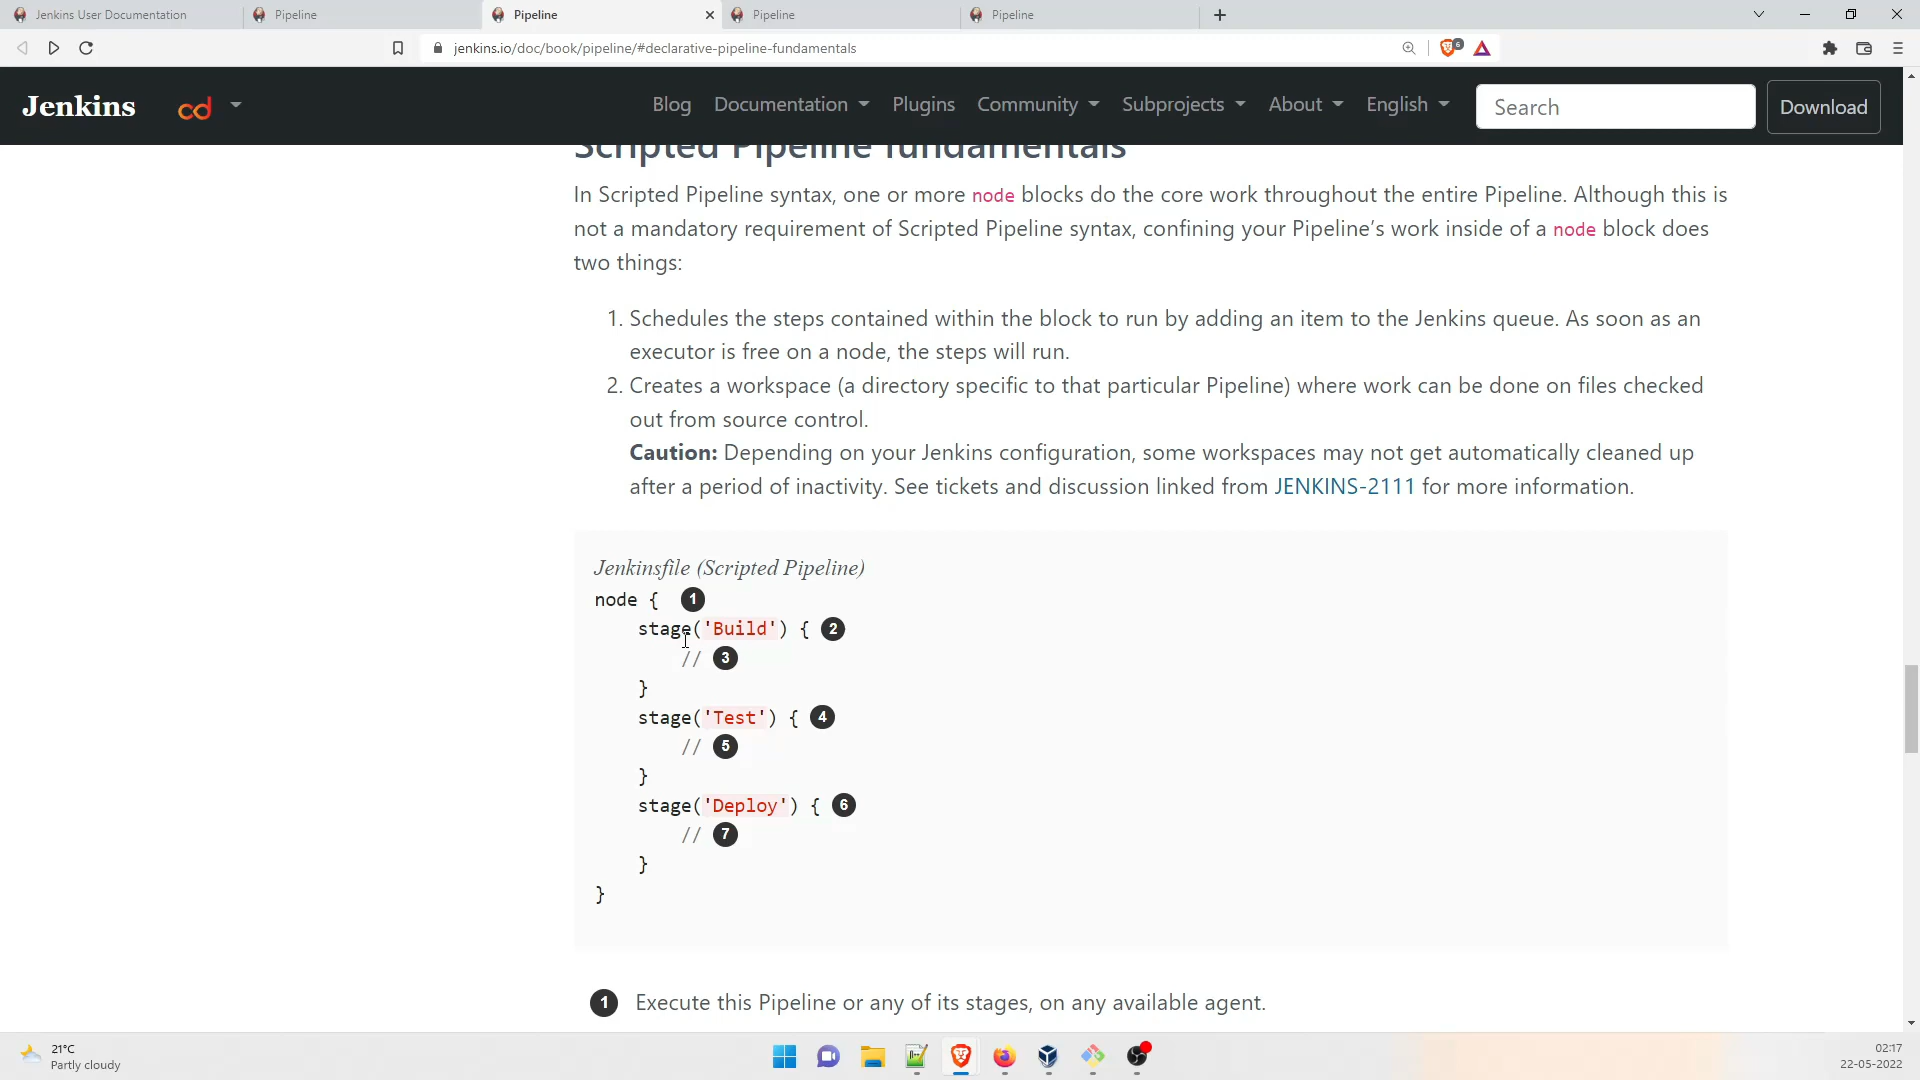 Jenkins User Documentation
Pipeline
Pipeline
Pipeline
Pipeline
jenkins.io/doc/book/pipeline/#declarative-pipeline-fundamentals
6
Jenkins
cd
Blog
Documentation
Plugins
Community
Subprojects
About
English
Search
Download
Scripted Pipeline fundamentals
In Scripted Pipeline syntax, one or more node blocks do the core work throughout the entire Pipeline. Although this is
not a mandatory requirement of Scripted Pipeline syntax, confining your Pipeline's work inside of a node block does
two things:
1. Schedules the steps contained within the block to run by adding an item to the Jenkins queue. As soon as an
executor is free on a node, the steps will run.
2. Creates a workspace (a directory specific to that particular Pipeline) where work can be done on files checked
out from source control.
Caution: Depending on your Jenkins configuration, some workspaces may not get automatically cleaned up
after a period of inactivity. See tickets and discussion linked from JENKINS-2111 for more information.
Jenkinsfile (Scripted Pipeline)
node { 1
stage('Build') { 2
// 3
}
stage('Test') { 4
// 5
}
stage('Deploy') { 6
// 7
}
}
1 Execute this Pipeline or any of its stages, on any available agent.
21°C
Partly cloudy
02:17
22-05-2022